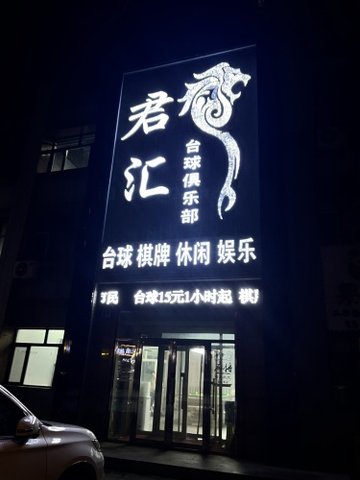 君汇
台球俱乐部
台球 棋牌 休闲 娱乐
台球15元1小时起 棋